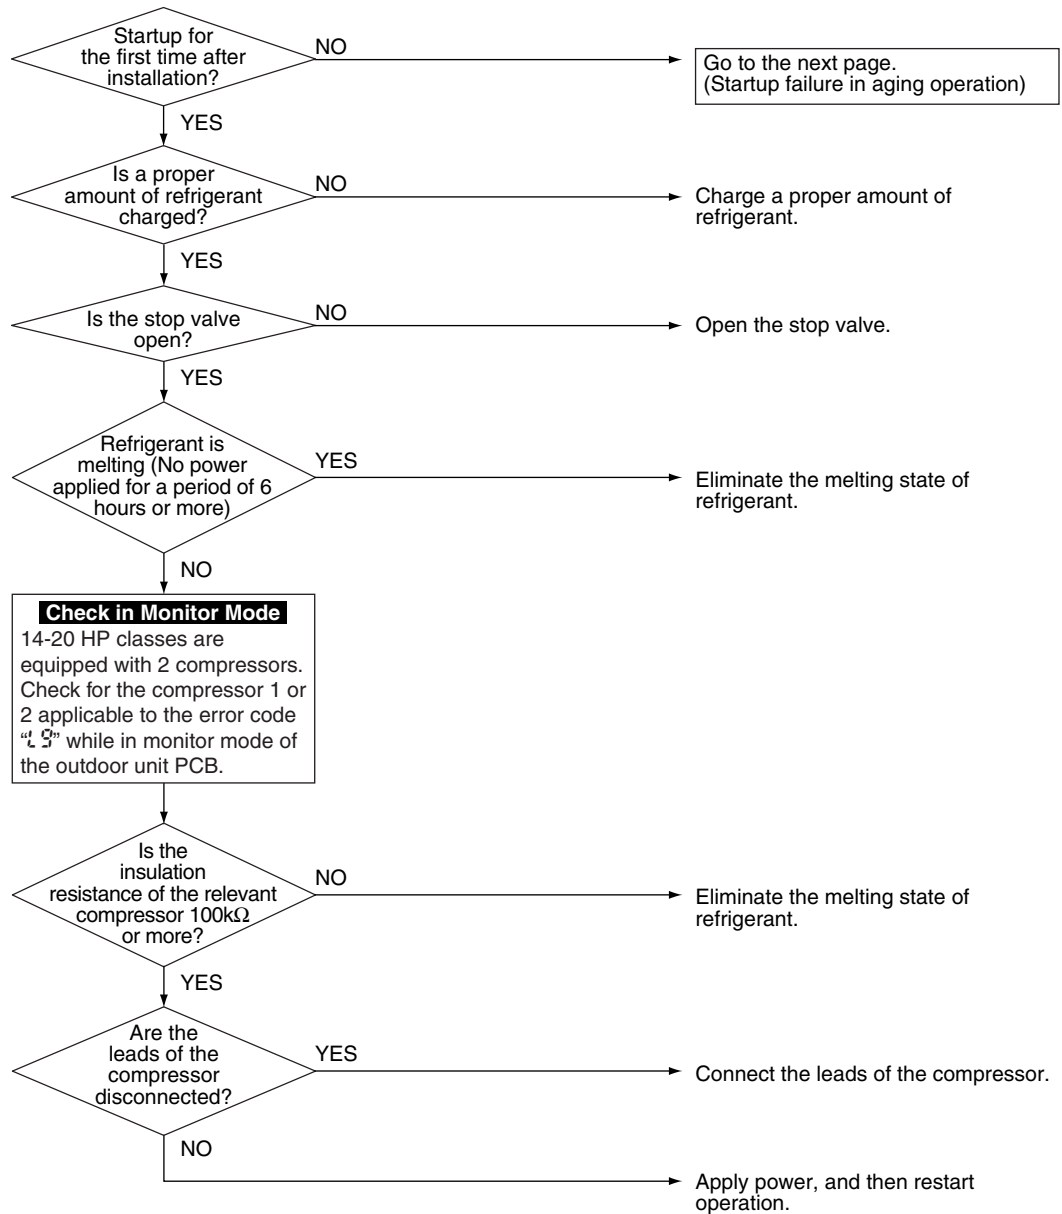 Startup for
the first time after
installation?
NO
Go to the next page.
(Startup failure in aging operation)
YES
Is a proper
amount of refrigerant
charged?
NO
Charge a proper amount of
refrigerant.
YES
Is the stop valve
open?
NO
Open the stop valve.
YES
Refrigerant is
melting (No power
applied for a period of 6
hours or more)
YES
Eliminate the melting state of
refrigerant.
NO
Check in Monitor Mode
14-20 HP classes are
equipped with 2 compressors.
Check for the compressor 1 or
2 applicable to the error code
“L9” while in monitor mode of
the outdoor unit PCB.
Is the
insulation
resistance of the relevant
compressor 100kΩ
or more?
NO
Eliminate the melting state of
refrigerant.
YES
Are the
leads of the
compressor
disconnected?
YES
Connect the leads of the compressor.
NO
Apply power, and then restart
operation.